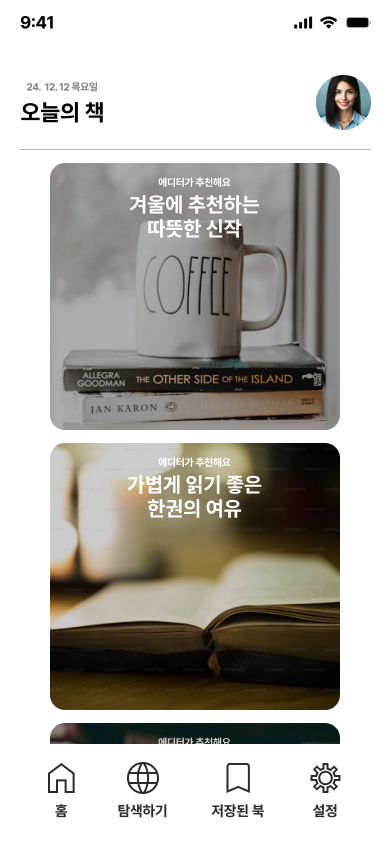 9:41
24. 12. 12 목요일
오늘의 책
에디터가 추천해요
겨울에 추천하는
따뜻한 신작
COFFEE
ALLEGRA
GOODMAN
THE OTHER SIDE OF THE ISLAND
JAN KARON
에디터가 추천해요
가볍게 읽기 좋은
한권의 여유
에디터가 추천해요
홈
탐색하기
저장된 북
설정